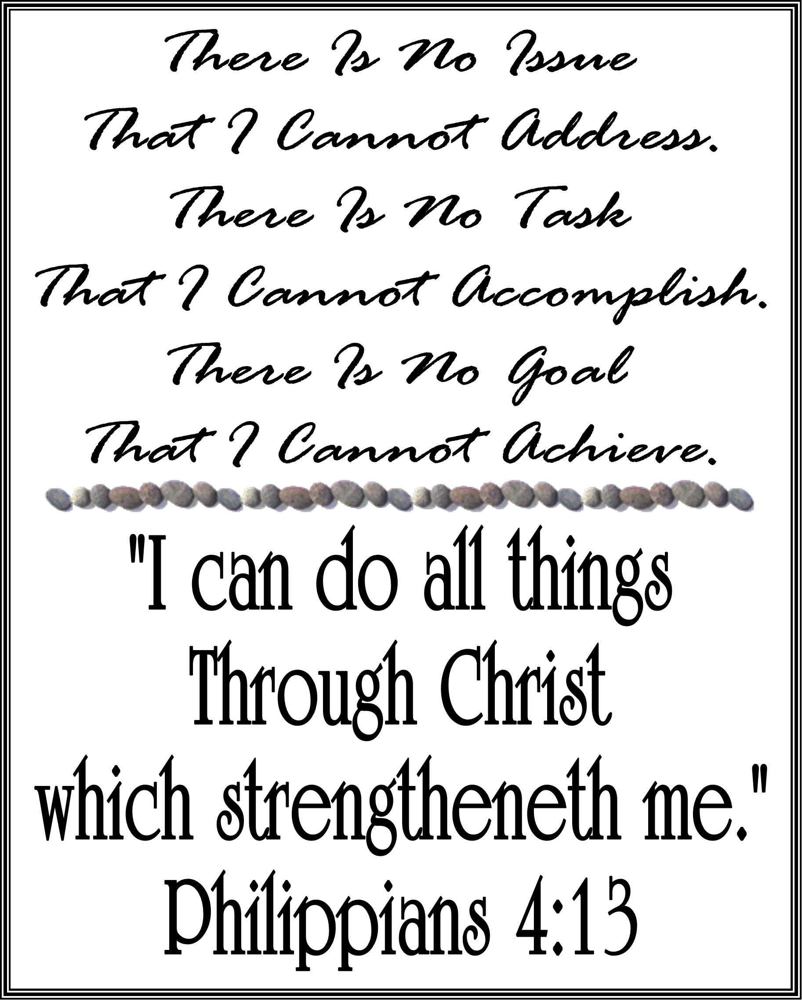 There Is No Issue
That I Cannot Address.
There Is No Task
That I Cannot Accomplish.
There Is No Goal
That I Cannot Achieve.
"I can do all things
Through Christ
which strengtheneth me."
Philippians 4:13